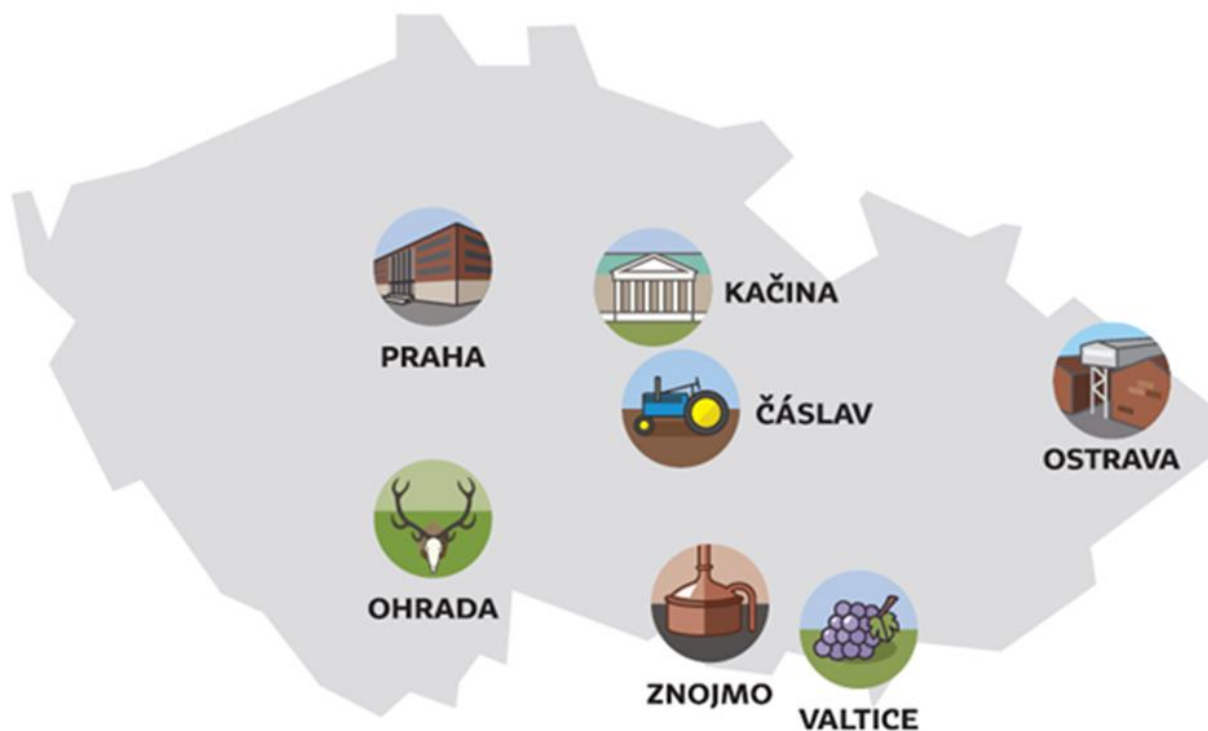 PRAHA
KAČINA
ČÁSLAV
OSTRAVA
OHRADA
ZNOJMO
VALTICE